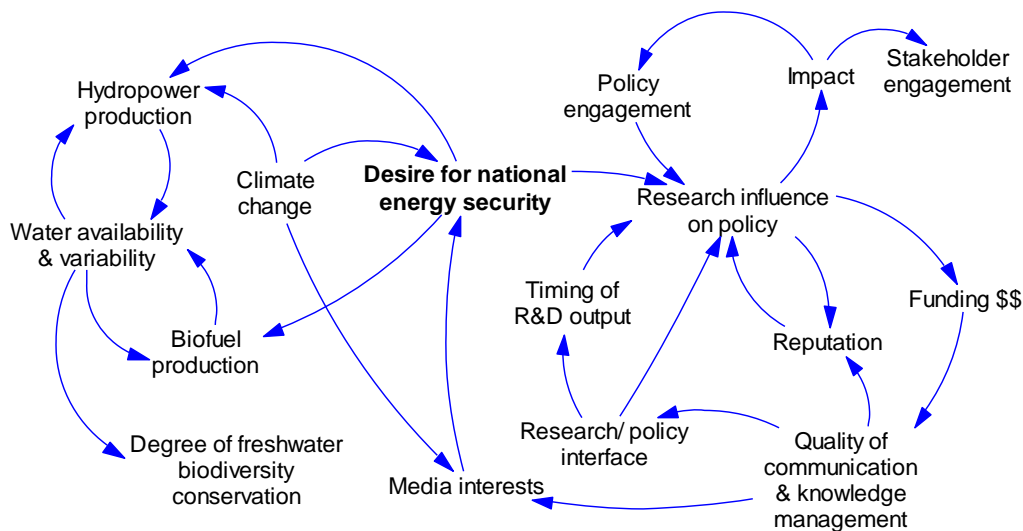 Hydropower
production
Policy
engagement
Impact
Stakeholder
engagement
Climate
change
Desire for national
energy security
Research influence
on policy
Water availability
& variability
Timing of
R&D output
Funding $$
Biofuel
production
Reputation
Degree of freshwater
biodiversity
conservation
Media interests
Research/ policy
interface
Quality of
communication
& knowledge
management